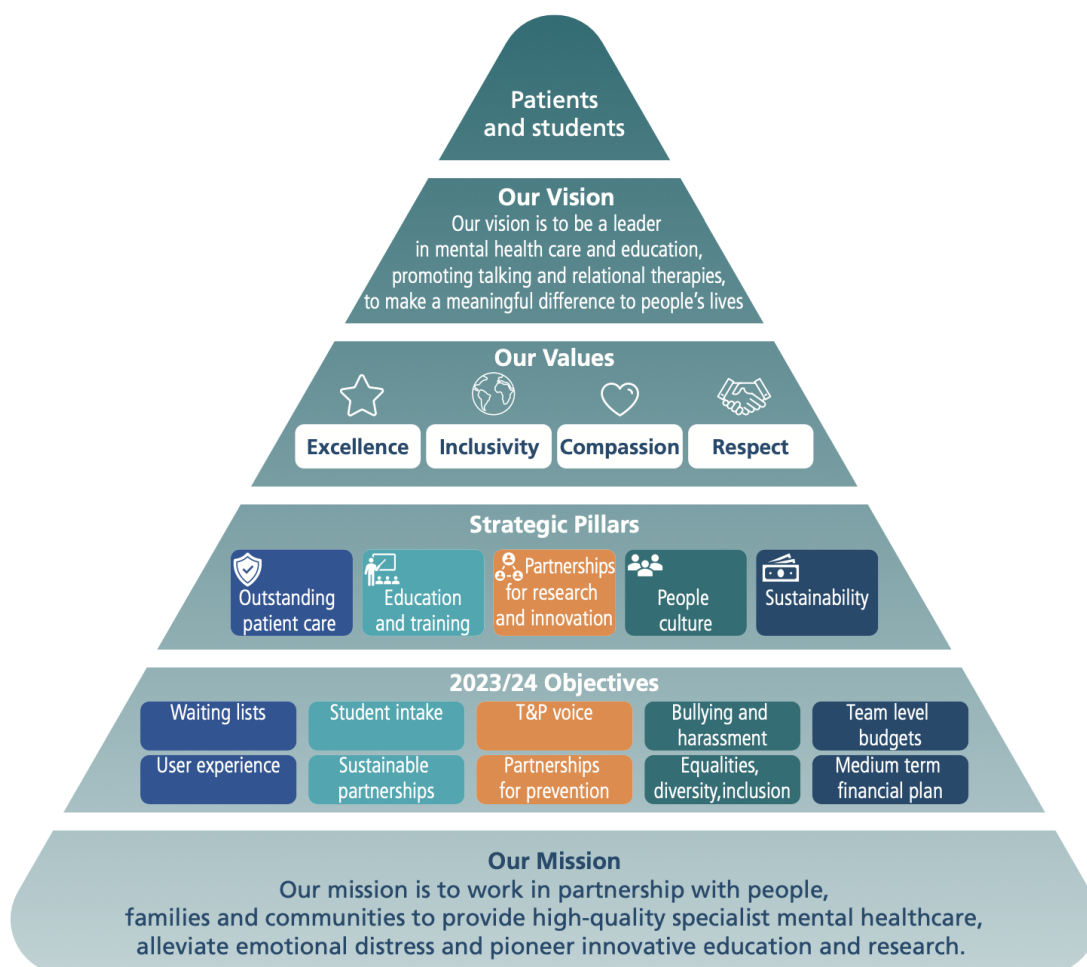 Patients
and students
Our Vision
Our vision is to be a leader
in mental health care and education,
promoting talking and relational therapies,
to make a meaningful difference to people's lives
Our Values
Excellence
Inclusivity
Compassion
Respect
Strategic Pillars
Outstanding
patient care
Education
and training
Partnerships
for research
and innovation
People
culture
Sustainability
2023/24 Objectives
Waiting lists
Student intake
T&P voice
Bullying and
harassment
Team level
budgets
User experience
Sustainable
partnerships
Partnerships
for prevention
Equalities,
diversity,inclusion
Medium term
financial plan
Our Mission
Our mission is to work in partnership with people,
families and communities to provide high-quality specialist mental healthcare,
alleviate emotional distress and pioneer innovative education and research.